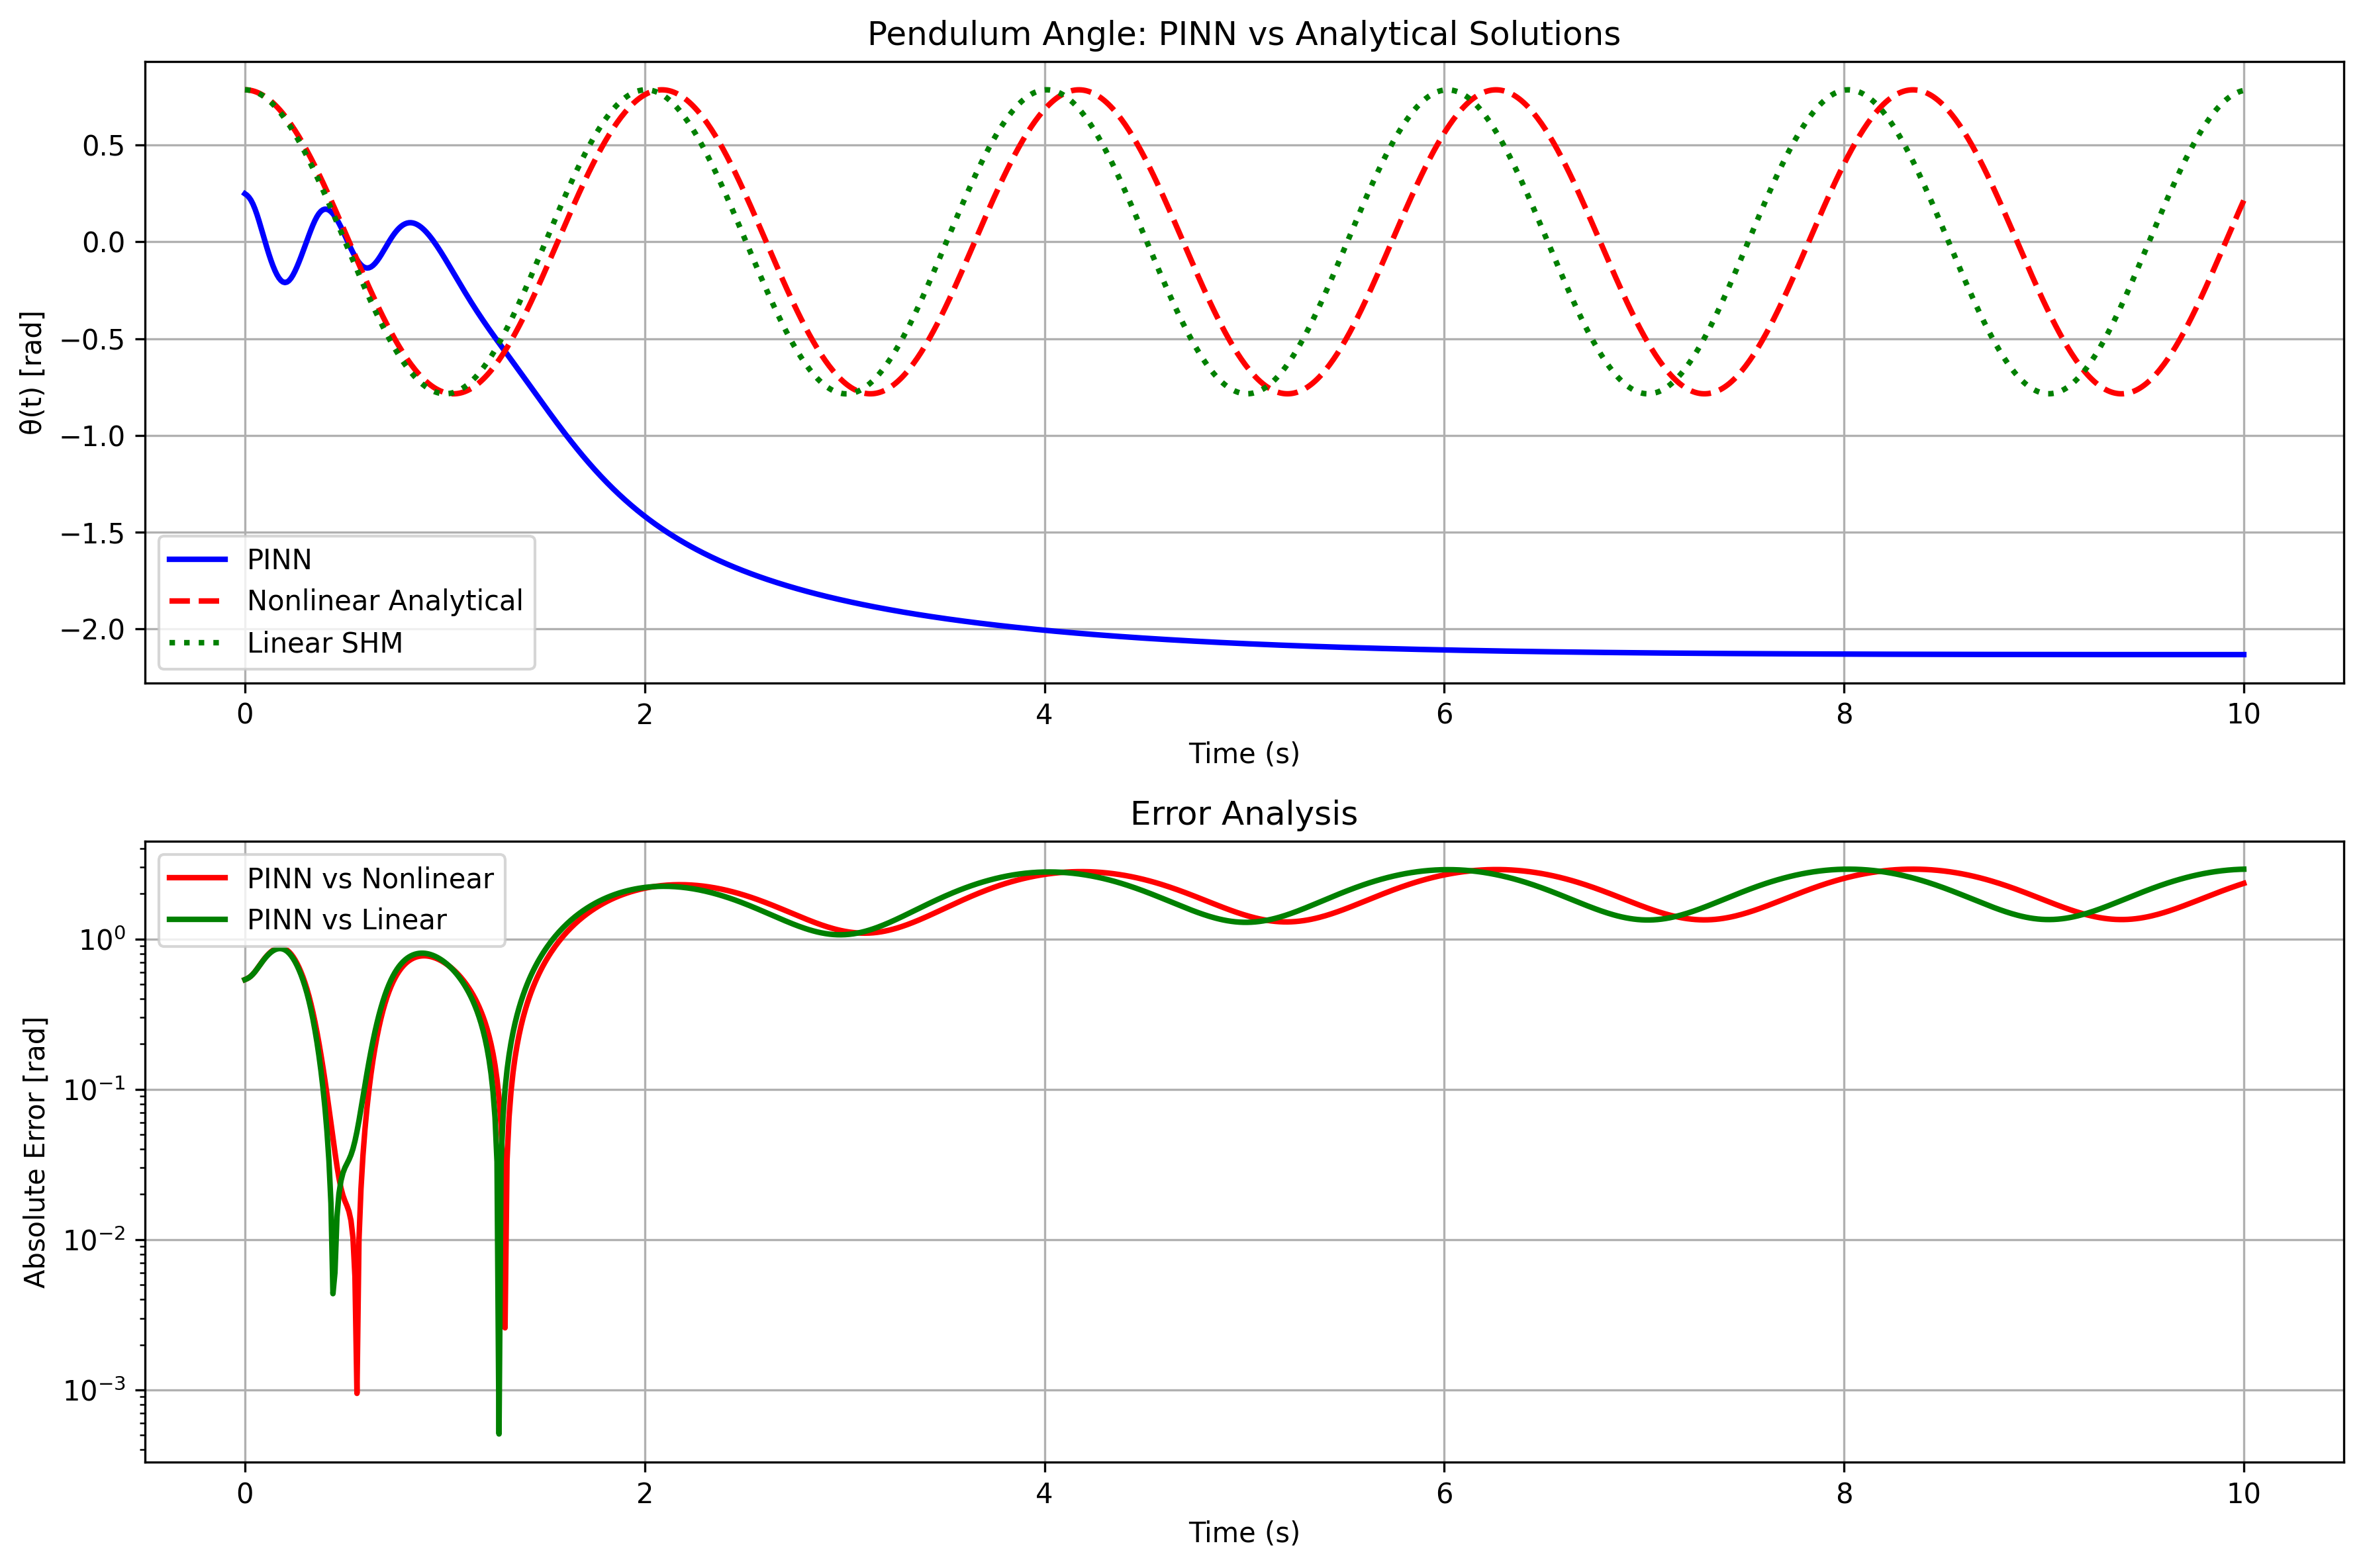 Pendulum Angle: PINN vs Analytical Solutions
θ(t) [rad]
0.5
0.0
−0.5
−1.0
−1.5
−2.0
PINN
Nonlinear Analytical
Linear SHM
0 2 4 6 8 10
Time (s)
Error Analysis
Absolute Error [rad]
PINN vs Nonlinear
PINN vs Linear
10⁰
10⁻¹
10⁻²
10⁻³
0 2 4 6 8 10
Time (s)